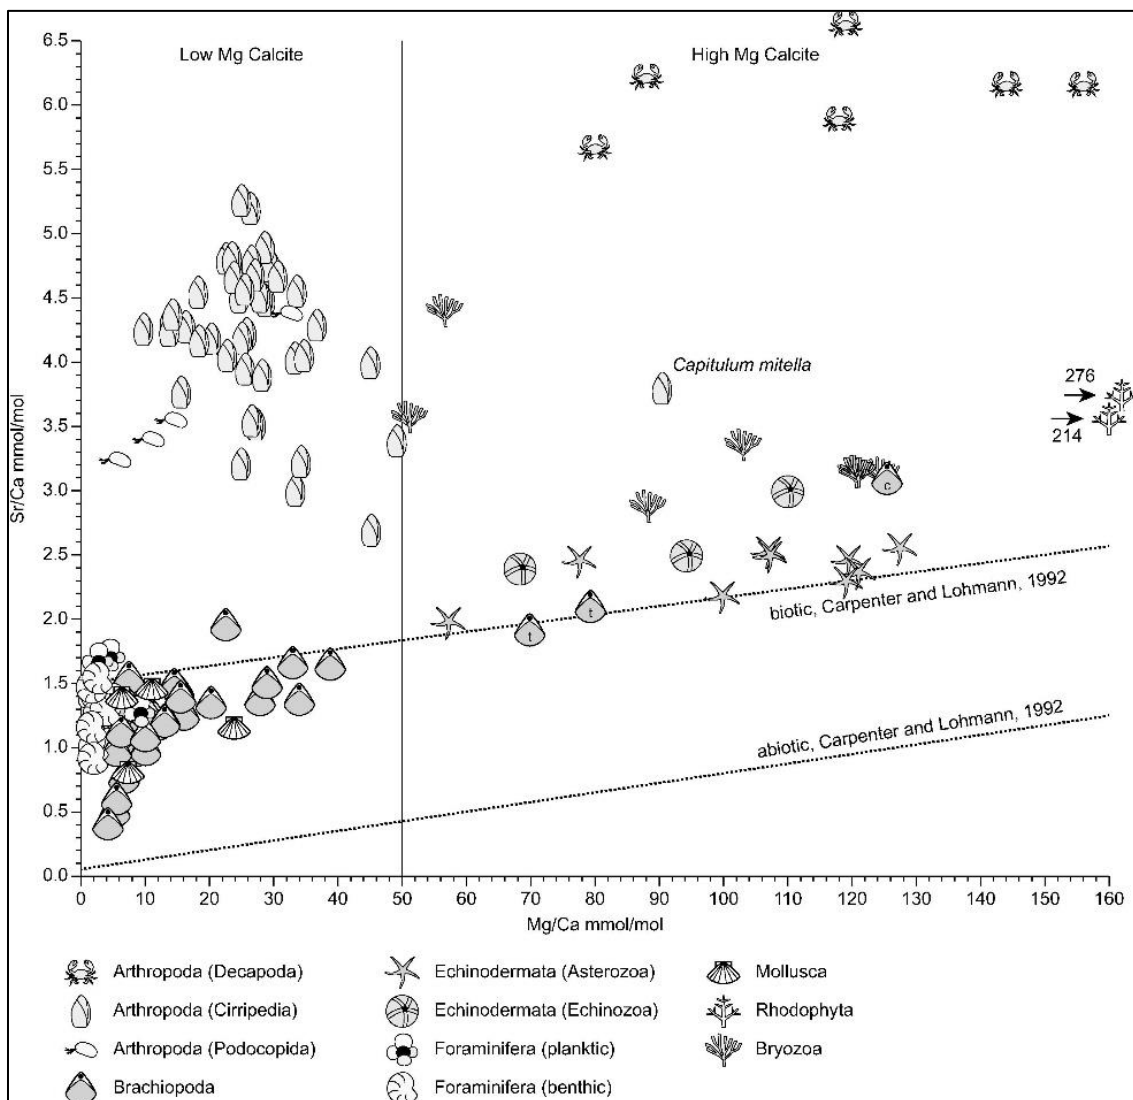 Low Mg Calcite
High Mg Calcite
6.5
6.0
5.5
5.0
4.5
4.0
3.5
3.0
2.5
2.0
1.5
1.0
0.5
0.0
Sr/Ca mmol/mol
Capitulum mitella
276
214
c
t
t
biotic, Carpenter and Lohmann, 1992
abiotic, Carpenter and Lohmann, 1992
0 10 20 30 40 50 60 70 80 90 100 110 120 130 140 150 160
Mg/Ca mmol/mol
Arthropoda (Decapoda)
Arthropoda (Cirripedia)
Arthropoda (Podocopida)
Brachiopoda
Echinodermata (Asterozoa)
Echinodermata (Echinozoa)
Foraminifera (planktic)
Foraminifera (benthic)
Mollusca
Rhodophyta
Bryozoa